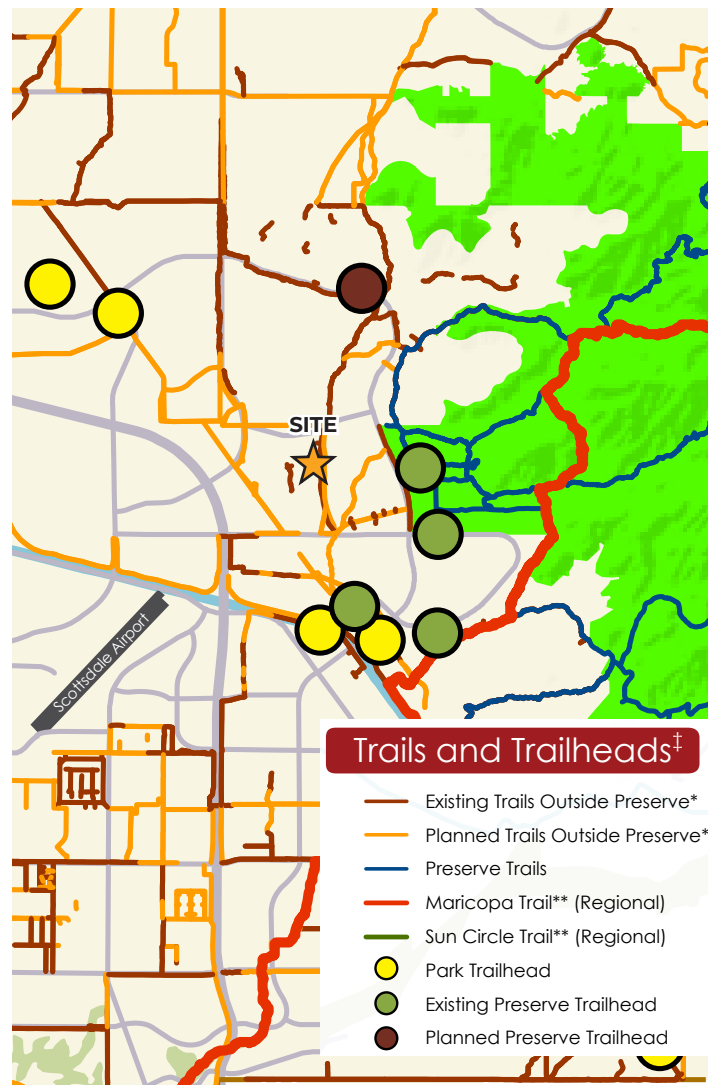 SITE
Scottsdale Airport
Trails and Trailheads‡
Existing Trails Outside Preserve*
Planned Trails Outside Preserve*
Preserve Trails
Maricopa Trail** (Regional)
Sun Circle Trail** (Regional)
Park Trailhead
Existing Preserve Trailhead
Planned Preserve Trailhead